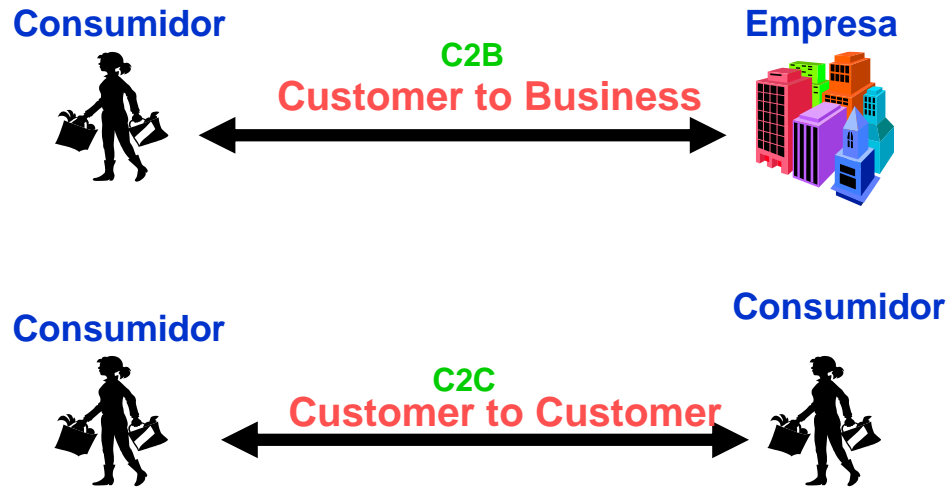 Consumidor
Empresa
C2B
Customer to Business
Consumidor
Consumidor
C2C
Customer to Customer